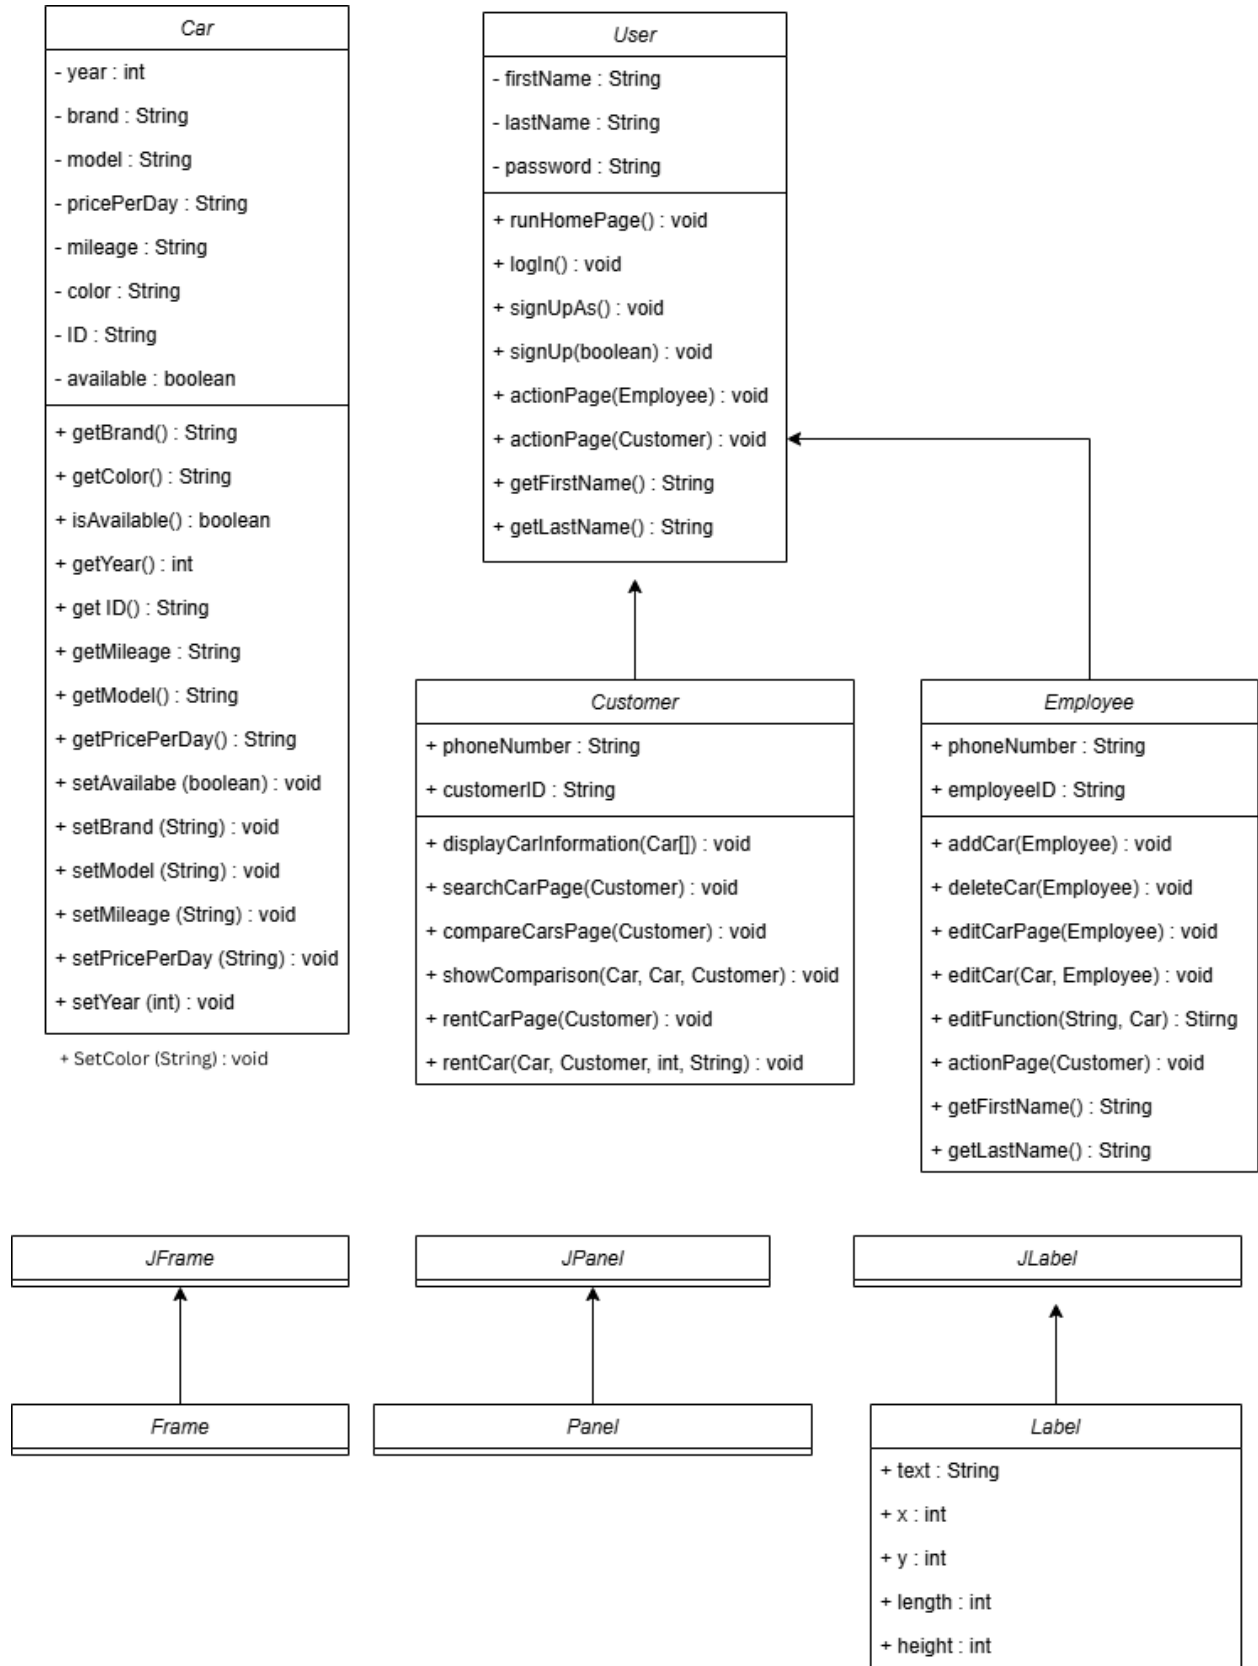 Car
- year : int
- brand : String
- model : String
- pricePerDay : String
- mileage : String
- color : String
- ID : String
- available : boolean
+ getBrand() : String
+ getColor() : String
+ isAvailable() : boolean
+ getYear() : int
+ get ID() : String
+ getMileage : String
+ getModel() : String
+ getPricePerDay() : String
+ setAvailabe (boolean) : void
+ setBrand (String) : void
+ setModel (String) : void
+ setMileage (String) : void
+ setPricePerDay (String) : void
+ setYear (int) : void
+ SetColor (String) : void
User
- firstName : String
- lastName : String
- password : String
+ runHomePage() : void
+ logIn() : void
+ signUpAs() : void
+ signUp(boolean) : void
+ actionPage(Employee) : void
+ actionPage(Customer) : void
+ getFirstName() : String
+ getLastName() : String
Customer
+ phoneNumber : String
+ customerID : String
+ displayCarInformation(Car[]) : void
+ searchCarPage(Customer) : void
+ compareCarsPage(Customer) : void
+ showComparison(Car, Car, Customer) : void
+ rentCarPage(Customer) : void
+ rentCar(Car, Customer, int, String) : void
Employee
+ phoneNumber : String
+ employeeID : String
+ addCar(Employee) : void
+ deleteCar(Employee) : void
+ editCarPage(Employee) : void
+ editCar(Car, Employee) : void
+ editFunction(String, Car) : Stirng
+ actionPage(Customer) : void
+ getFirstName() : String
+ getLastName() : String
JFrame
JPanel
JLabel
Frame
Panel
Label
+ text : String
+ x : int
+ y : int
+ length : int
+ height : int